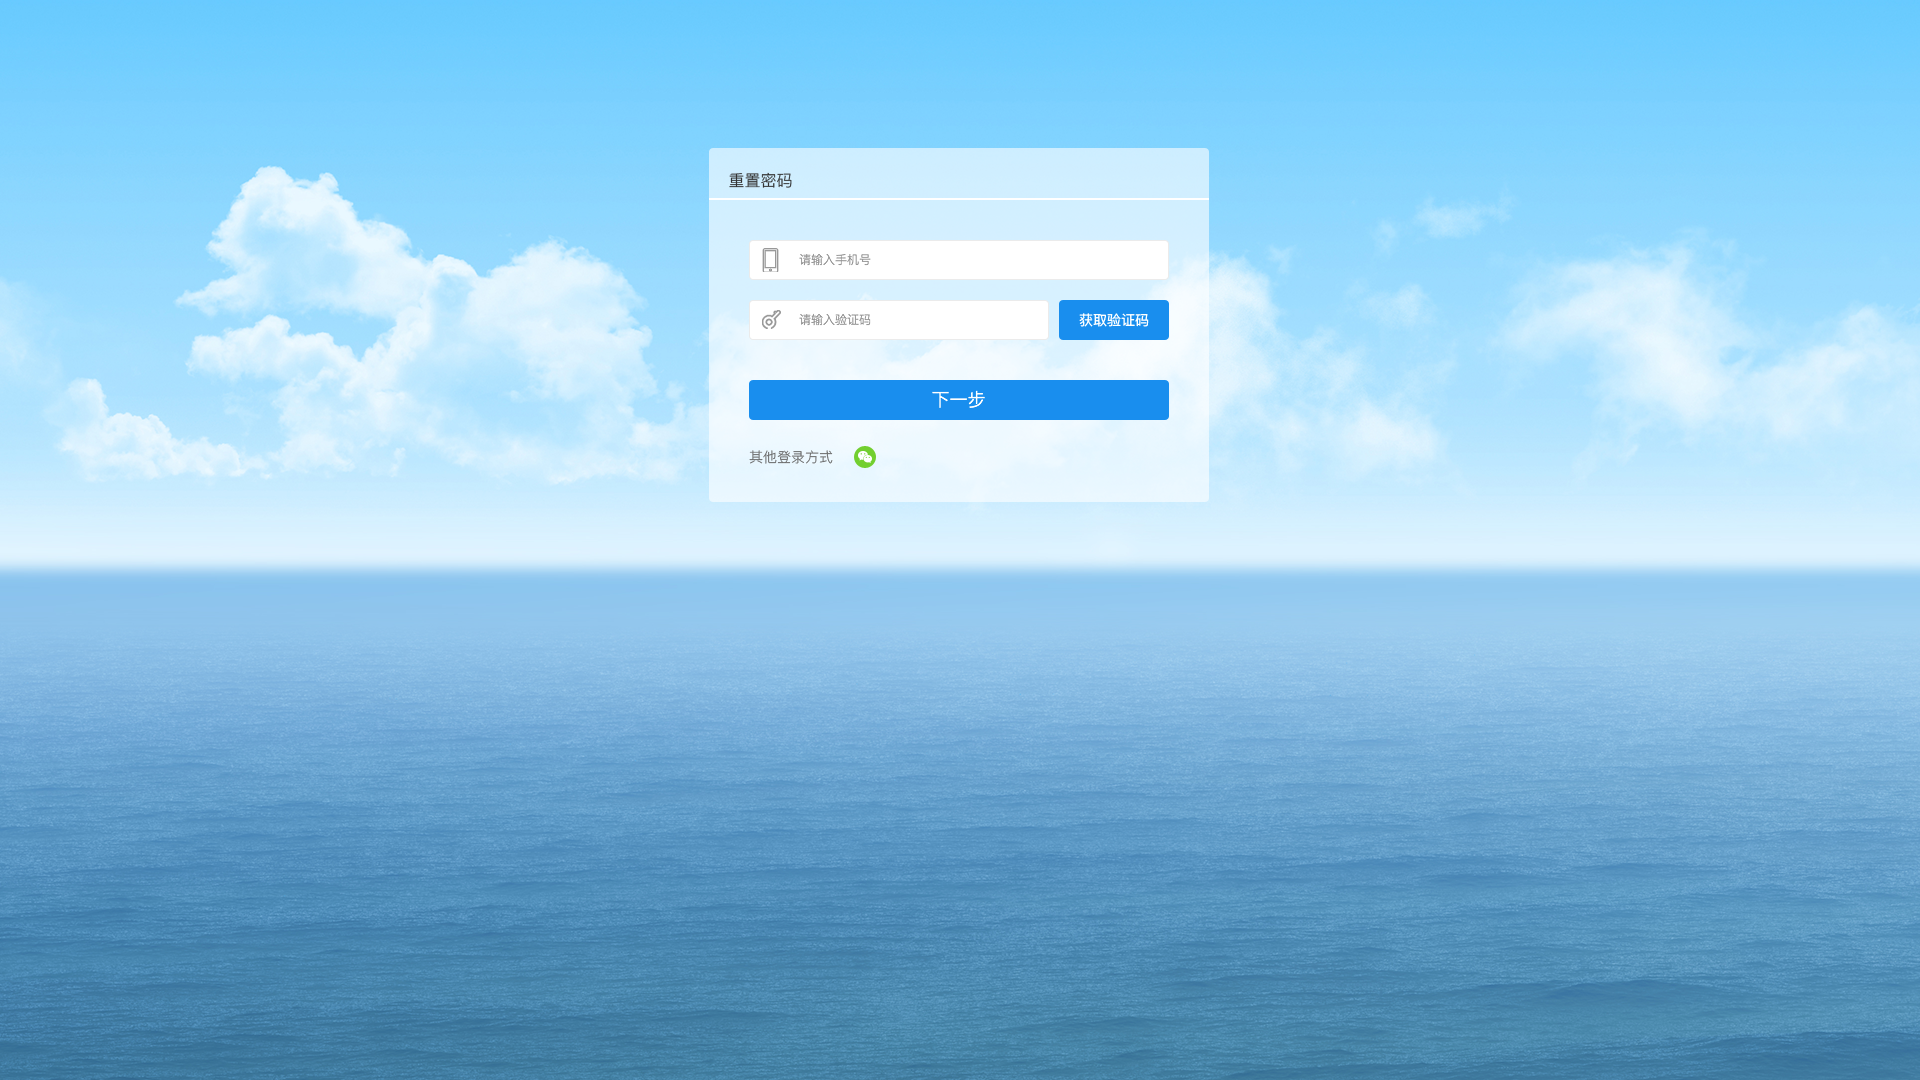 重置密码
请输入手机号
请输入验证码
获取验证码
下一步
其他登录方式